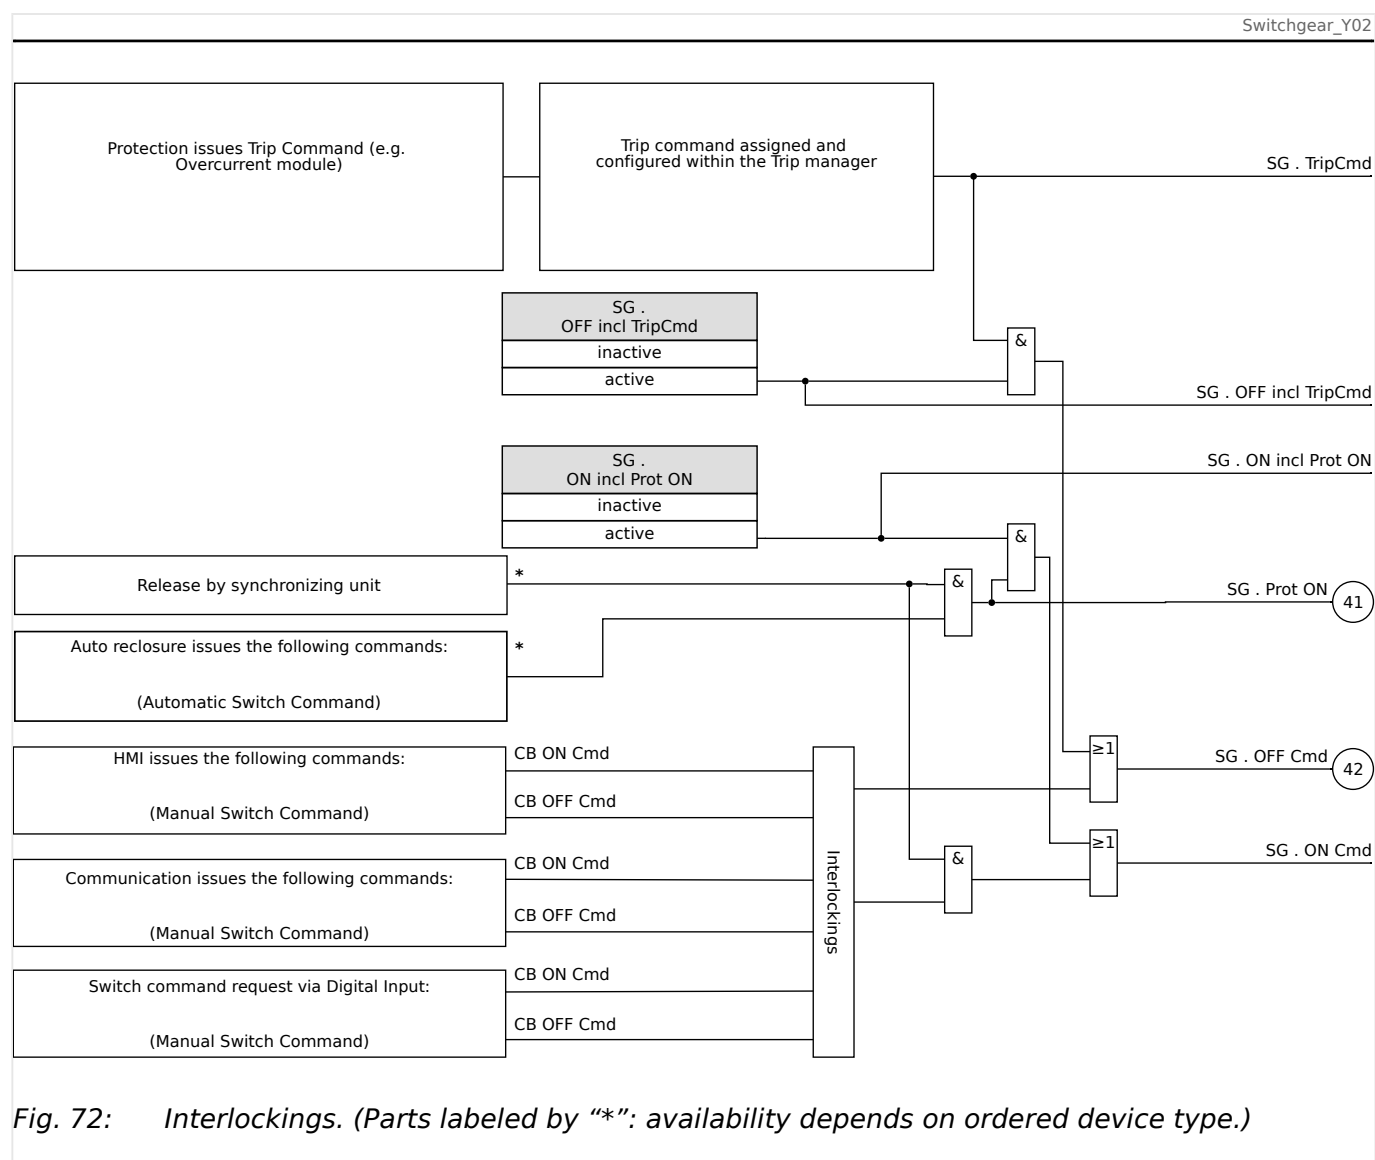 Switchgear_Y02
Protection issues Trip Command (e.g.
Overcurrent module)
Trip command assigned and
configured within the Trip manager
SG . TripCmd
SG .
OFF incl TripCmd
inactive
active
&
SG . OFF incl TripCmd
SG .
ON incl Prot ON
inactive
active
SG . ON incl Prot ON
&
Release by synchronizing unit
*
&
SG . Prot ON
41
Auto reclosure issues the following commands:
(Automatic Switch Command)
*
HMI issues the following commands:
(Manual Switch Command)
CB ON Cmd
CB OFF Cmd
≥1
SG . OFF Cmd
42
Communication issues the following commands:
(Manual Switch Command)
CB ON Cmd
CB OFF Cmd
Interlockings
&
≥1
SG . ON Cmd
Switch command request via Digital Input:
(Manual Switch Command)
CB ON Cmd
CB OFF Cmd
Fig. 72: Interlockings. (Parts labeled by “*”: availability depends on ordered device type.)